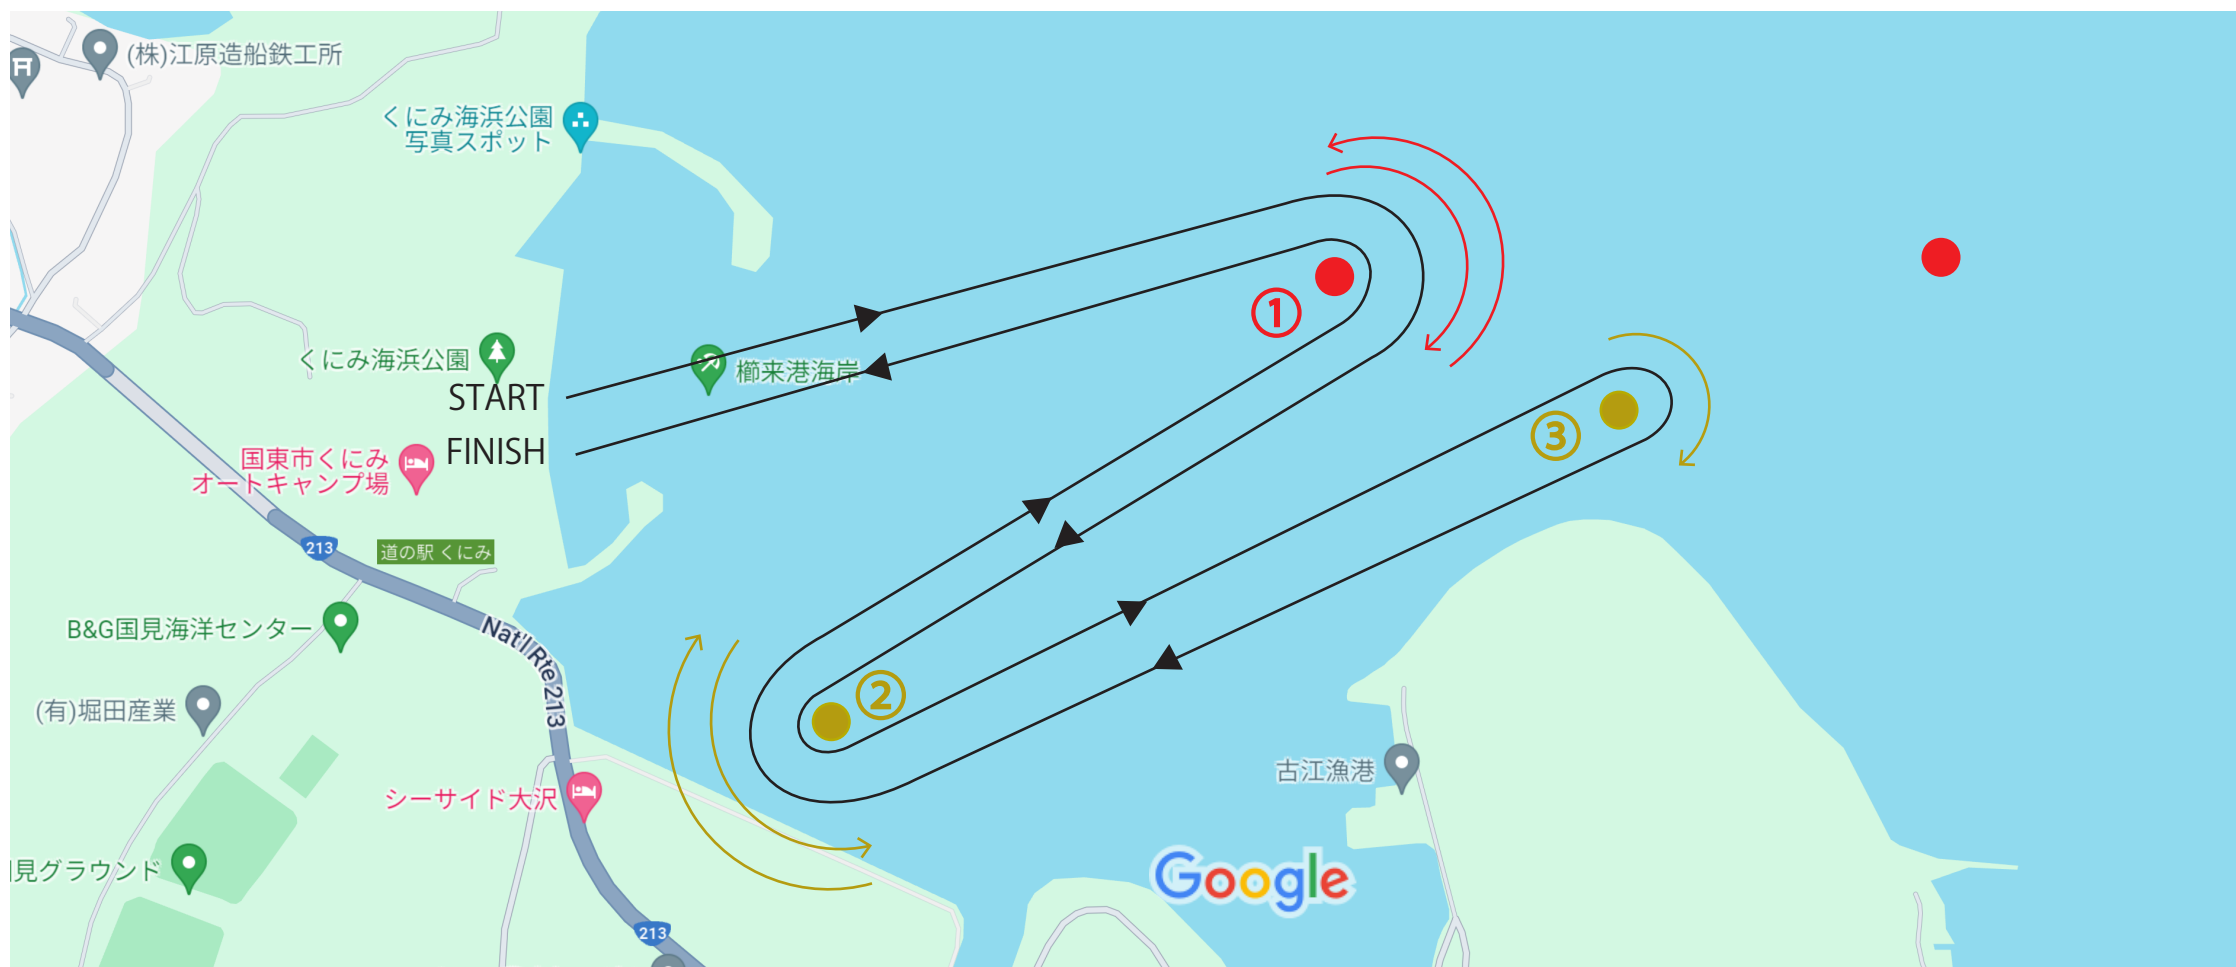 (株)江原造船鉄工所
くにみ海浜公園
写真スポット
①
くにみ海浜公園
櫛来港海岸
START
FINISH
③
国東市くにみ
オートキャンプ場
213
道の駅 くにみ
B&G国見海洋センター
Nat'l Rte 213
②
(有)堀田産業
古江漁港
シーサイド大沢
見グラウンド
Google
213